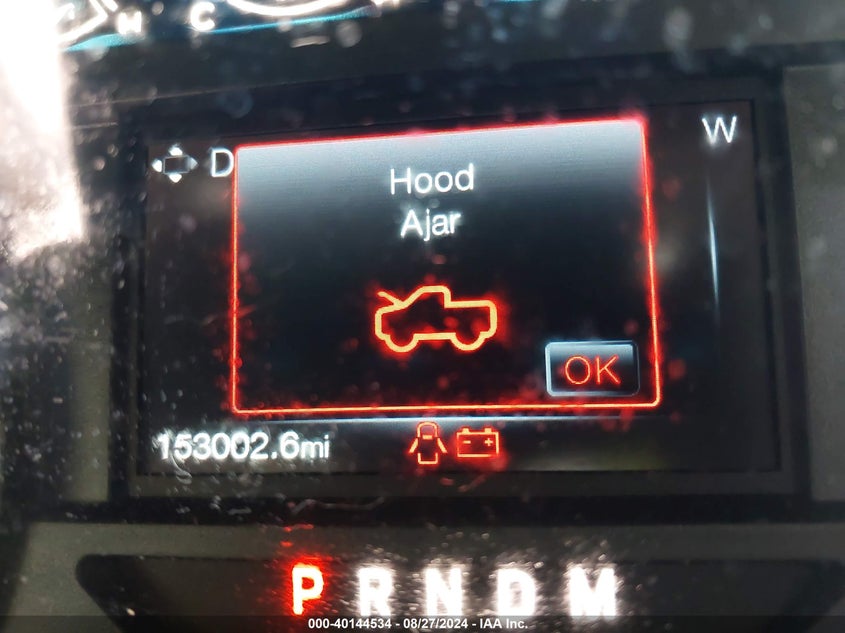 H C
D W
Hood
Ajar
OK
153002.6mi
P R N D M
000-40144534 - 08/27/2024 - IAA Inc.